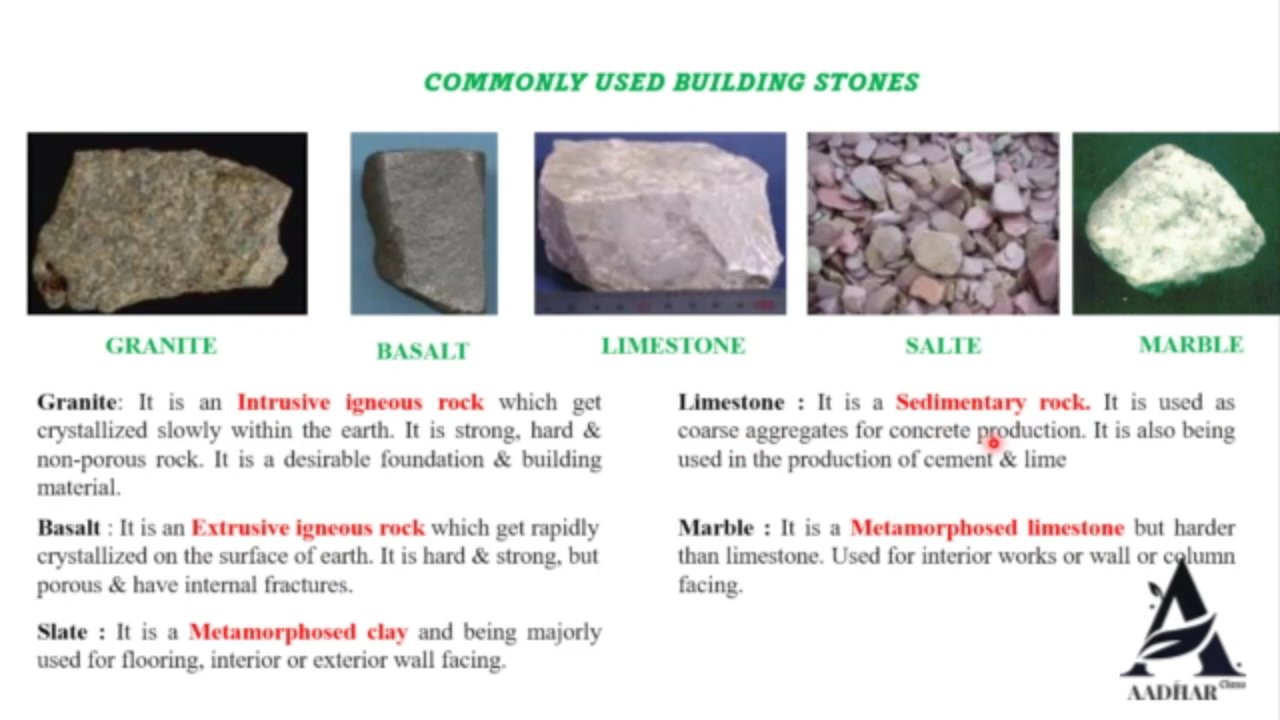 COMMONLY USED BUILDING STONES
GRANITE
BASALT
LIMESTONE
SALTE
MARBLE
Granite: It is an Intrusive igneous rock which get
crystallized slowly within the earth. It is strong, hard &
non-porous rock. It is a desirable foundation & building
material.
Basalt : It is an Extrusive igneous rock which get rapidly
crystallized on the surface of earth. It is hard & strong, but
porous & have internal fractures.
Slate : It is a Metamorphosed clay and being majorly
used for flooring, interior or exterior wall facing.
Limestone : It is a Sedimentary rock. It is used as
coarse aggregates for concrete production. It is also being
used in the production of cement & lime
Marble : It is a Metamorphosed limestone but harder
than limestone. Used for interior works or wall or column
facing.
AADHAR Class